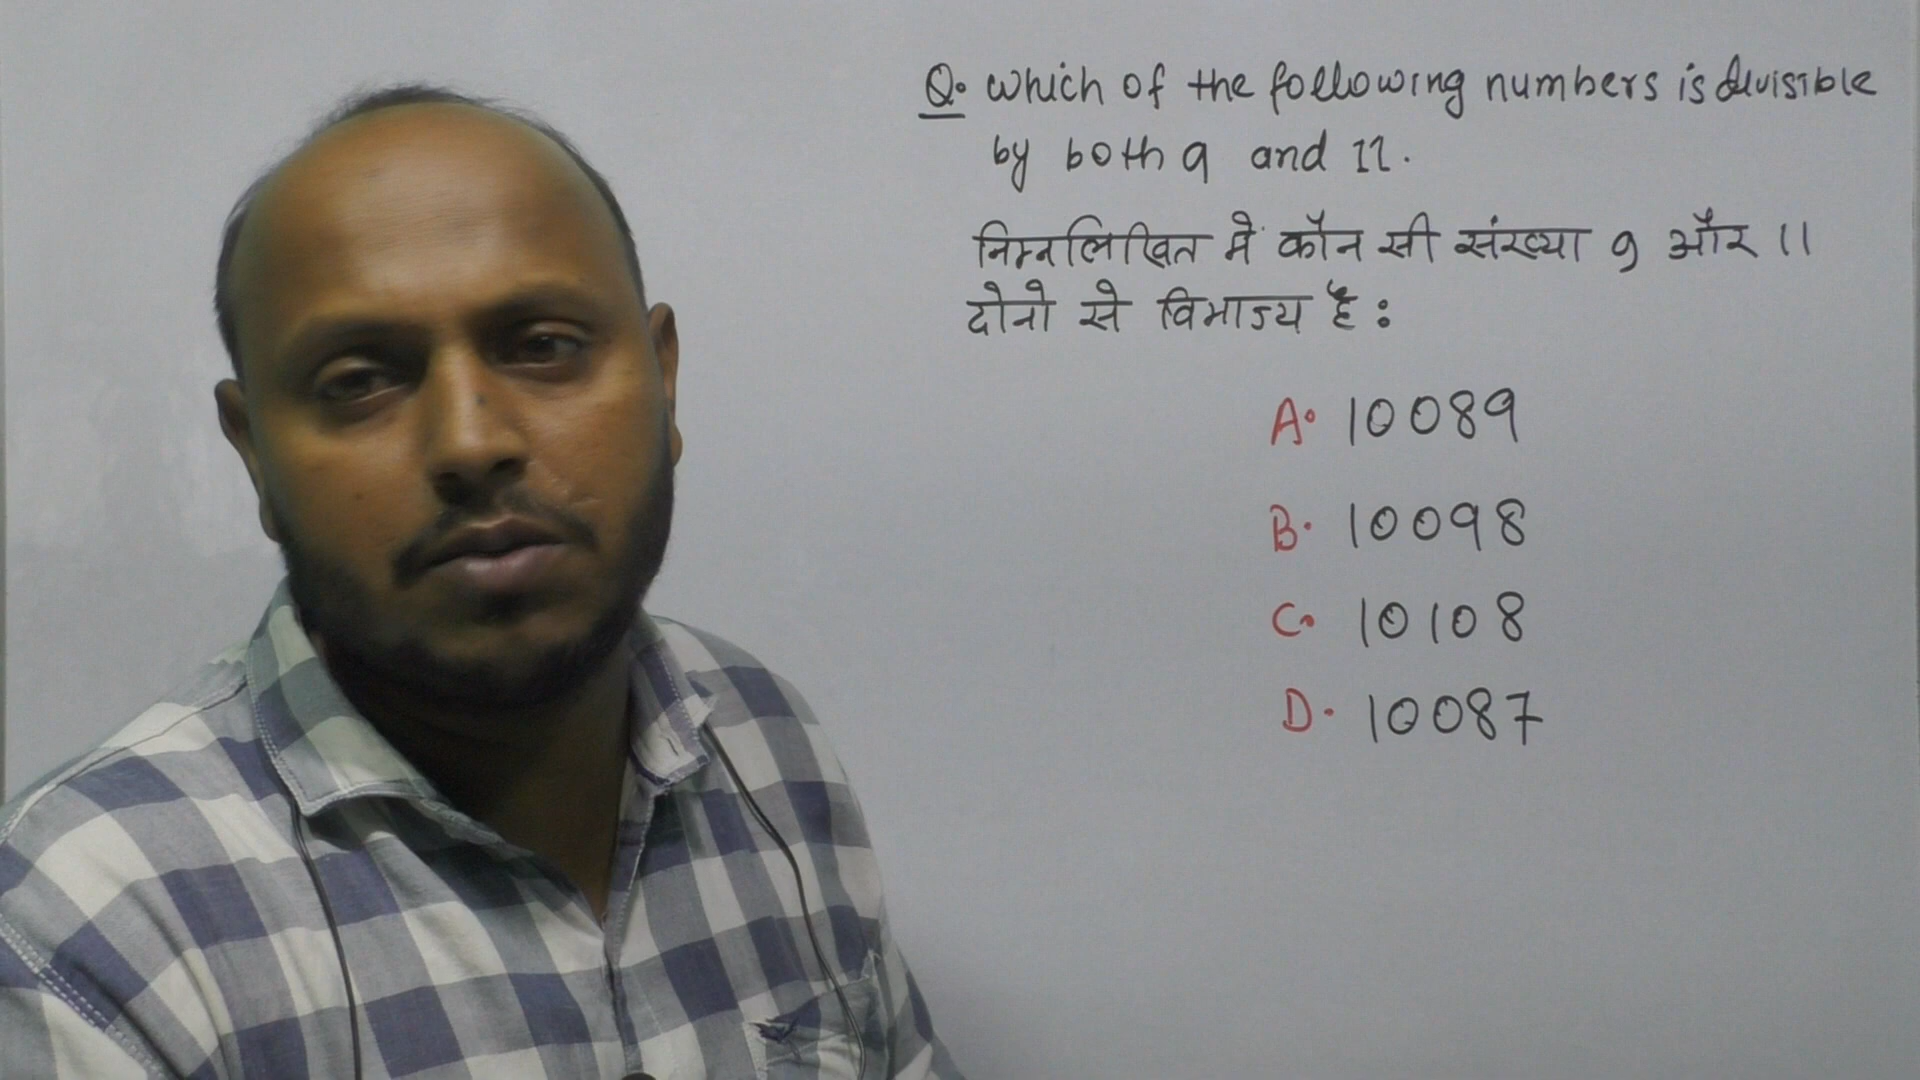 Q. which of the following numbers is divisible
by both 9 and 11.
निम्नलिखित मे कौन सी संख्या 9 और 11
दोनो से विभाज्य है :
A. 10089
B. 10098
C. 10108
D. 10087